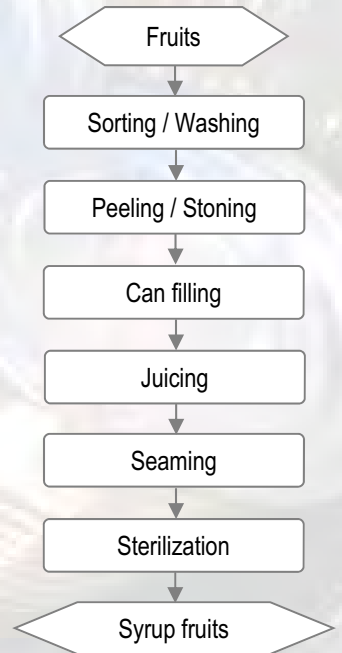 Fruits
Sorting / Washing
Peeling / Stoning
Can filling
Juicing
Seaming
Sterilization
Syrup fruits